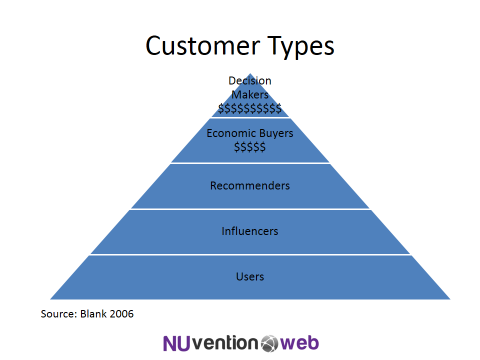 Customer Types
Decision
Makers
$$$$$$$$$$
Economic Buyers
$$$$$
Recommenders
Influencers
Users
Source: Blank 2006
NUvention web